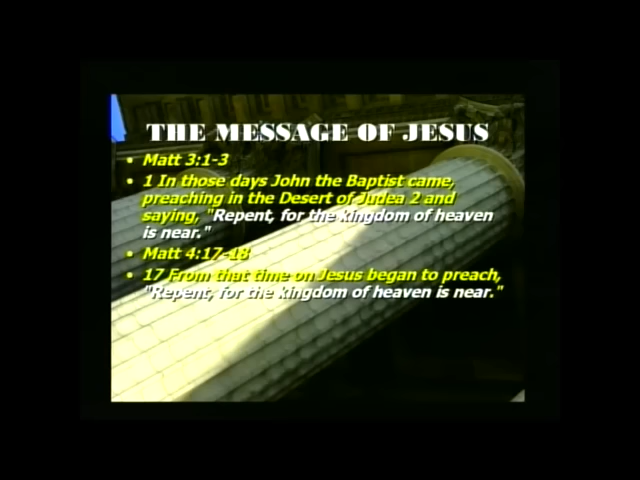 THE MESSAGE OF JESUS
• Matt 3:1-3
• 1 In those days John the Baptist came,
preaching in the Desert of Judea 2 and
saying, "Repent, for the kingdom of heaven
is near."
• Matt 4:17-18
• 17 From that time on Jesus began to preach,
"Repent, for the kingdom of heaven is near."